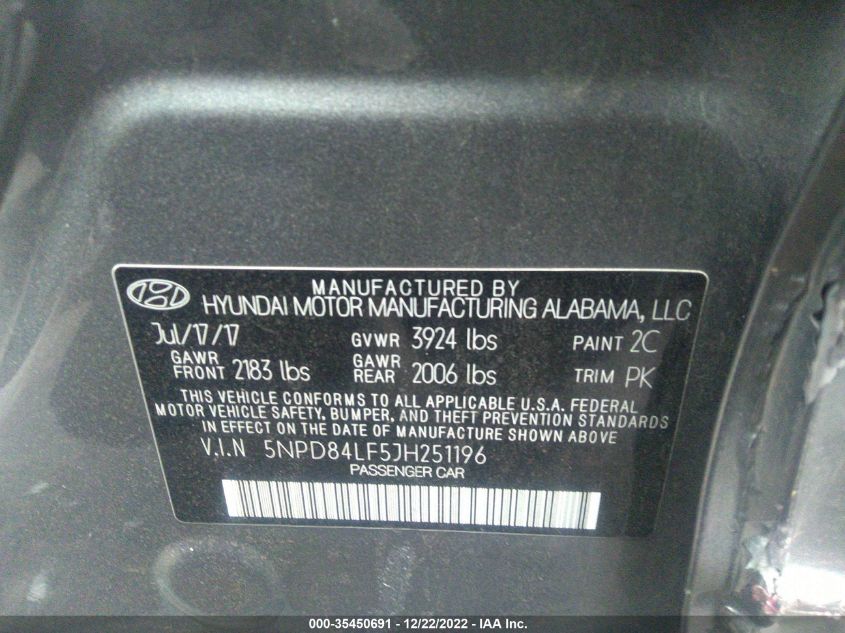 MANUFACTURED BY
HYUNDAI MOTOR MANUFACTURING ALABAMA, LLC
Jul/17/17 GVWR 3924 lbs PAINT 2C
GAWR FRONT 2183 lbs GAWR REAR 2006 lbs TRIM PK
THIS VEHICLE CONFORMS TO ALL APPLICABLE U.S.A. FEDERAL
MOTOR VEHICLE SAFETY, BUMPER, AND THEFT PREVENTION STANDARDS
IN EFFECT ON THE DATE OF MANUFACTURE SHOWN ABOVE
V.I.N 5NPD84LF5JH251196
PASSENGER CAR
000-35450691 - 12/22/2022 - IAA Inc.